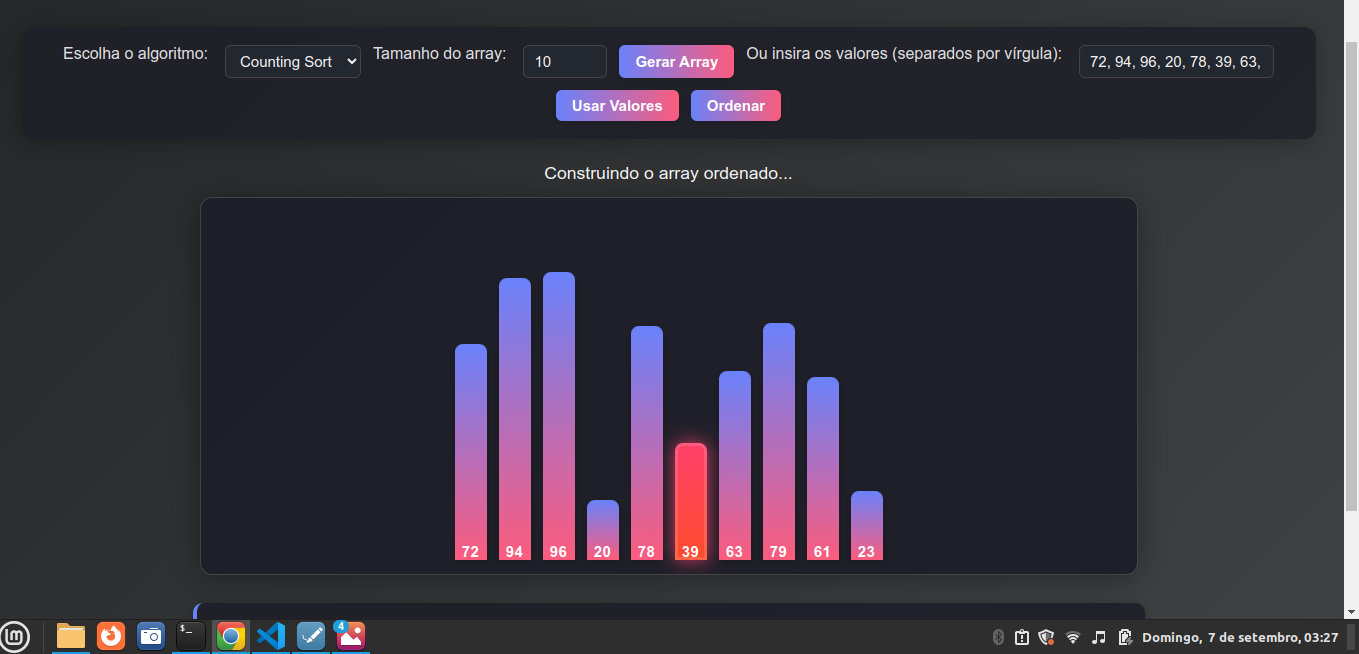 Escolha o algoritmo: Counting Sort Tamanho do array: 10 Gerar Array Ou insira os valores (separados por vírgula): 72, 94, 96, 20, 78, 39, 63,
Usar Valores Ordenar
Construindo o array ordenado...
72 94 96 20 78 39 63 79 61 23
$_ 4 Domingo, 7 de setembro, 03:27